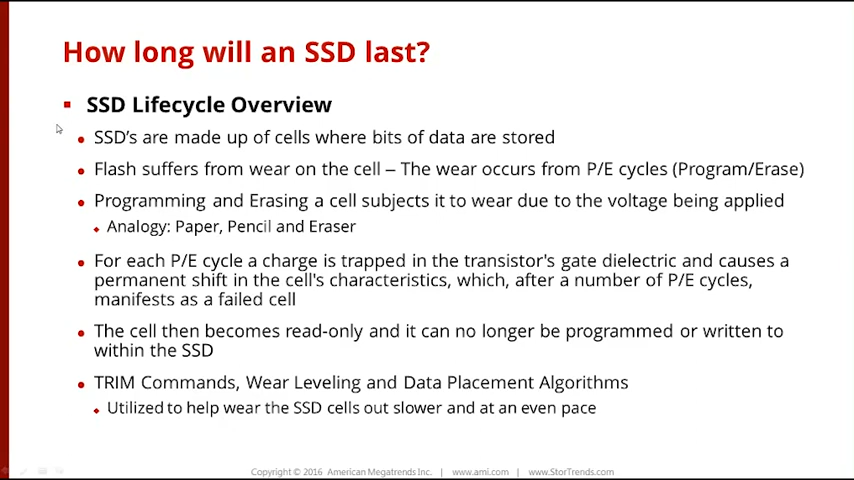 How long will an SSD last?
SSD Lifecycle Overview
SSD's are made up of cells where bits of data are stored
Flash suffers from wear on the cell – The wear occurs from P/E cycles (Program/Erase)
Programming and Erasing a cell subjects it to wear due to the voltage being applied
Analogy: Paper, Pencil and Eraser
For each P/E cycle a charge is trapped in the transistor's gate dielectric and causes a
permanent shift in the cell's characteristics, which, after a number of P/E cycles,
manifests as a failed cell
The cell then becomes read-only and it can no longer be programmed or written to
within the SSD
TRIM Commands, Wear Leveling and Data Placement Algorithms
Utilized to help wear the SSD cells out slower and at an even pace
Copyright © 2016 American Megatrends Inc. | www.ami.com | www.StorTrends.com